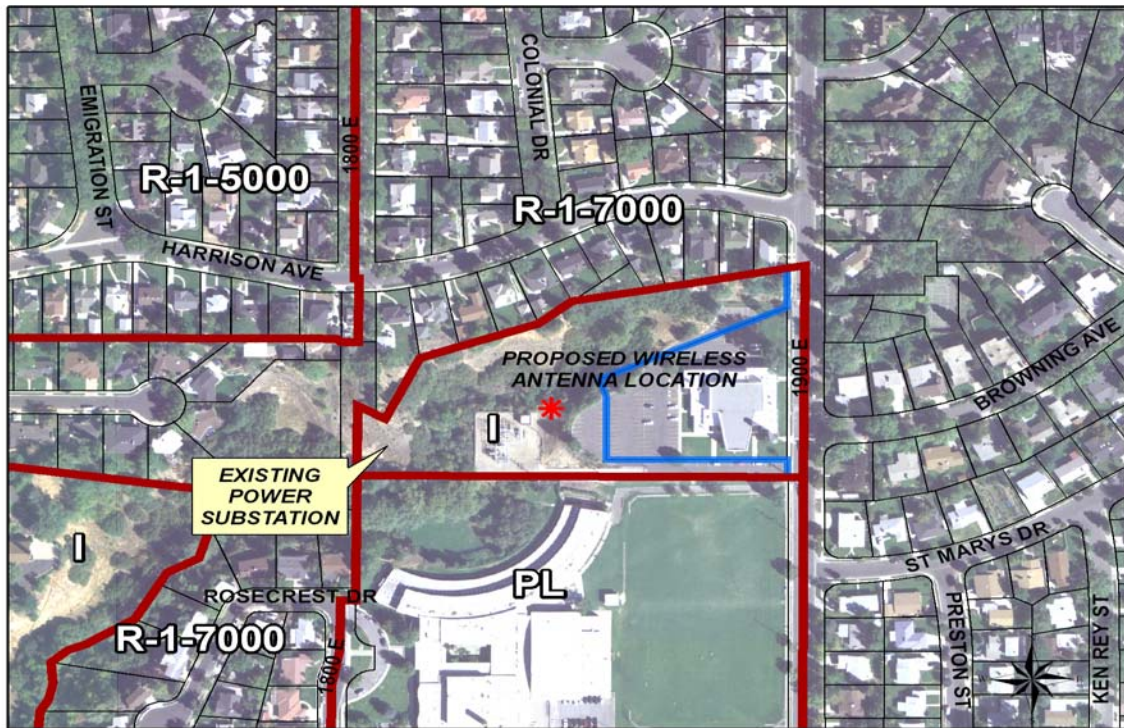 EMIGRATION ST
R-1-5000
HARRISON AVE
1800 E
COLONIAL DR
R-1-7000
PROPOSED WIRELESS
ANTENNA LOCATION
1900 E
BROWNING AVE
I
EXISTING
POWER
SUBSTATION
I
PL
ST MARYS DR
ROSECREST DR
R-1-7000
1800 E
PRESTON ST
KEN REY ST